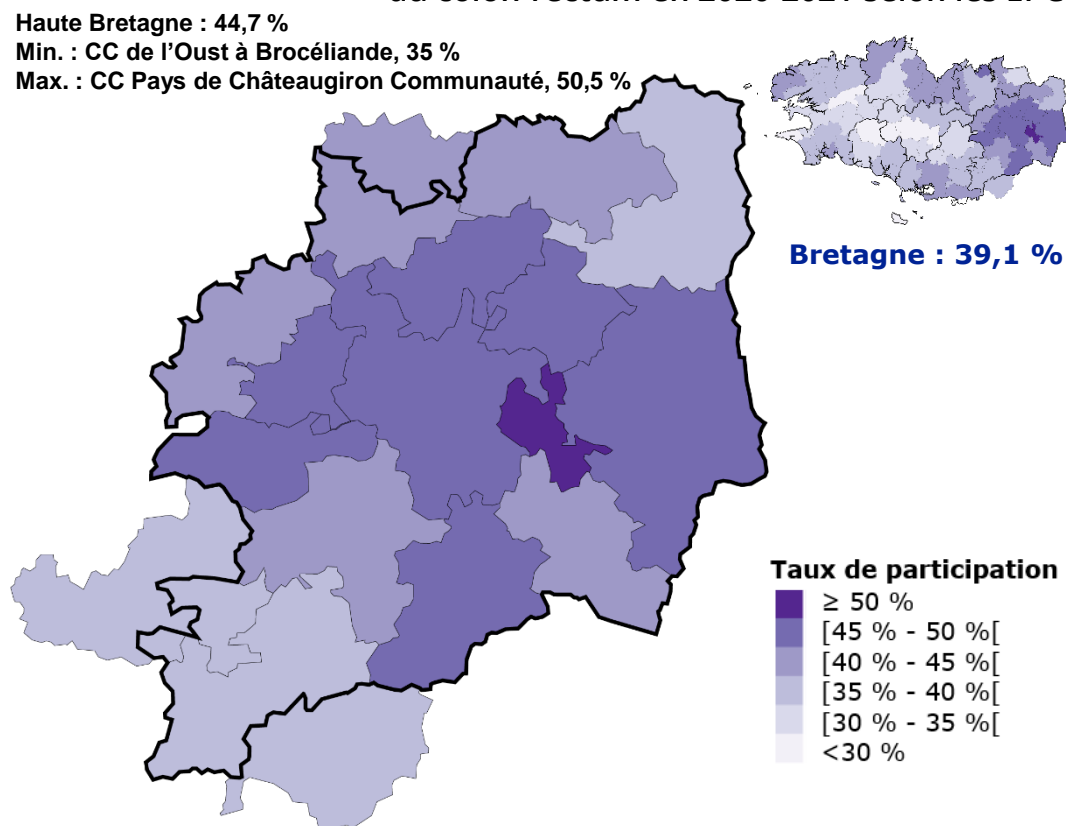 Haute Bretagne : 44,7 %
Min. : CC de l’Oust à Brocéliande, 35 %
Max. : CC Pays de Châteaugiron Communauté, 50,5 %
Bretagne : 39,1 %
Taux de participation
≥ 50 %
[45 % - 50 %[
[40 % - 45 %[
[35 % - 40 %[
[30 % - 35 %[
<30 %